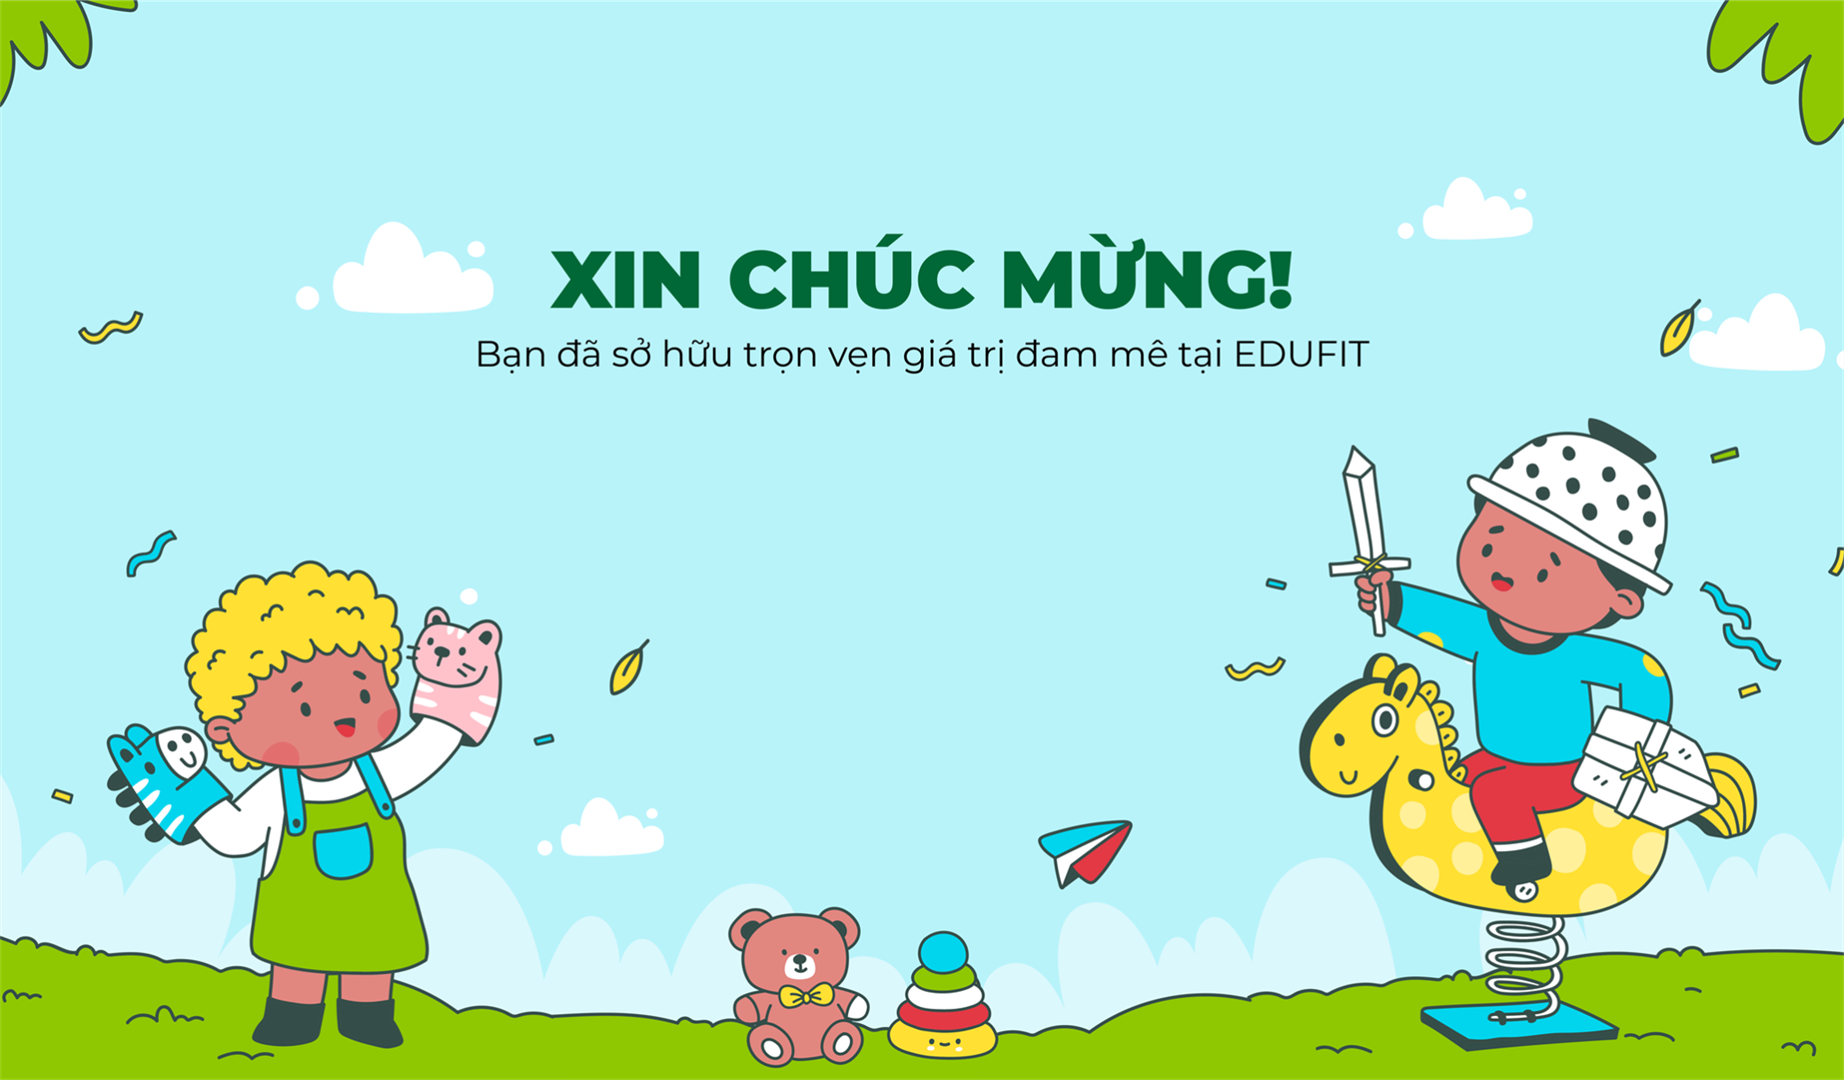 XIN CHÚC MỪNG!
Bạn đã sở hữu trọn vẹn giá trị đam mê tại EDUFIT